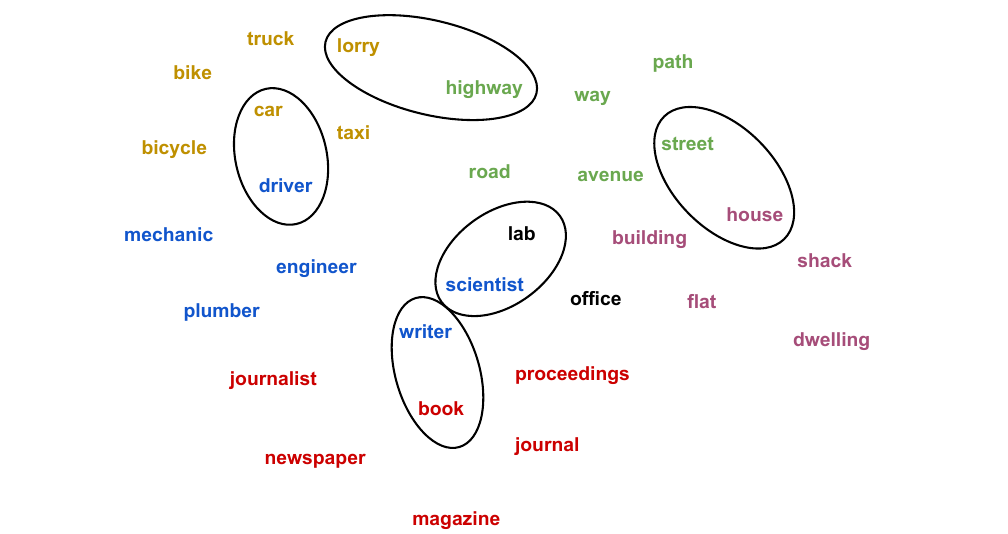 truck
lorry
path
bike
highway
way
car
taxi
bicycle
street
road
avenue
driver
house
mechanic
lab
building
engineer
scientist
shack
office
flat
plumber
writer
dwelling
journalist
proceedings
book
newspaper
journal
magazine